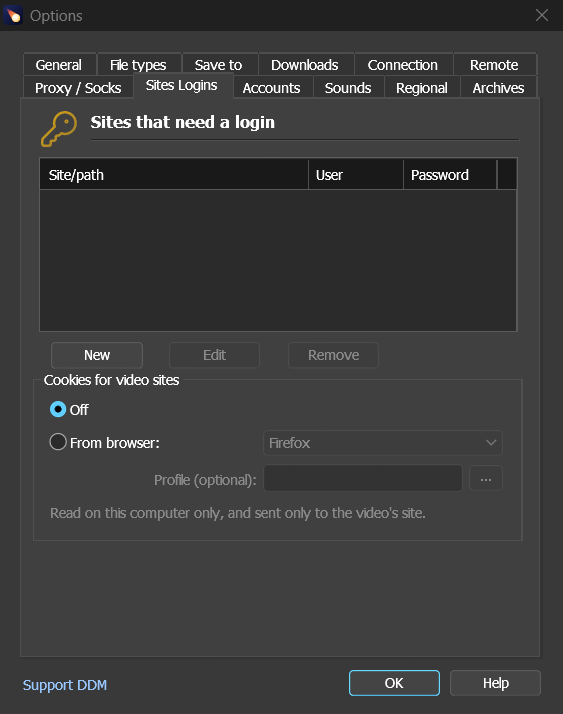 Options
General File types Save to Downloads Connection Remote
Proxy / Socks Sites Logins Accounts Sounds Regional Archives
Sites that need a login
Site/path User Password
New Edit Remove
Cookies for video sites
Off
From browser: Firefox
Profile (optional): ...
Read on this computer only, and sent only to the video's site.
Support DDM OK Help